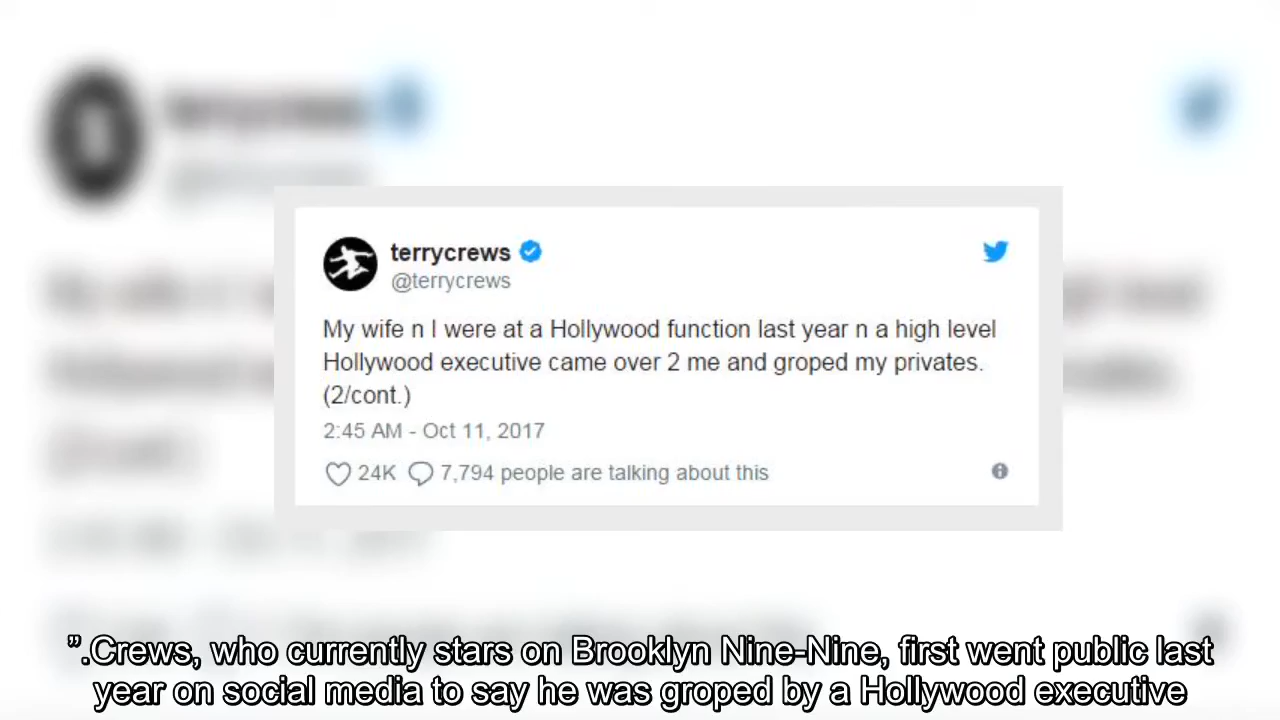 terrycrews
@terrycrews
My wife n I were at a Hollywood function last year n a high level
Hollywood executive came over 2 me and groped my privates.
(2/cont.)
2:45 AM - Oct 11, 2017
24K 7,794 people are talking about this
”.Crews, who currently stars on Brooklyn Nine-Nine, first went public last
year on social media to say he was groped by a Hollywood executive